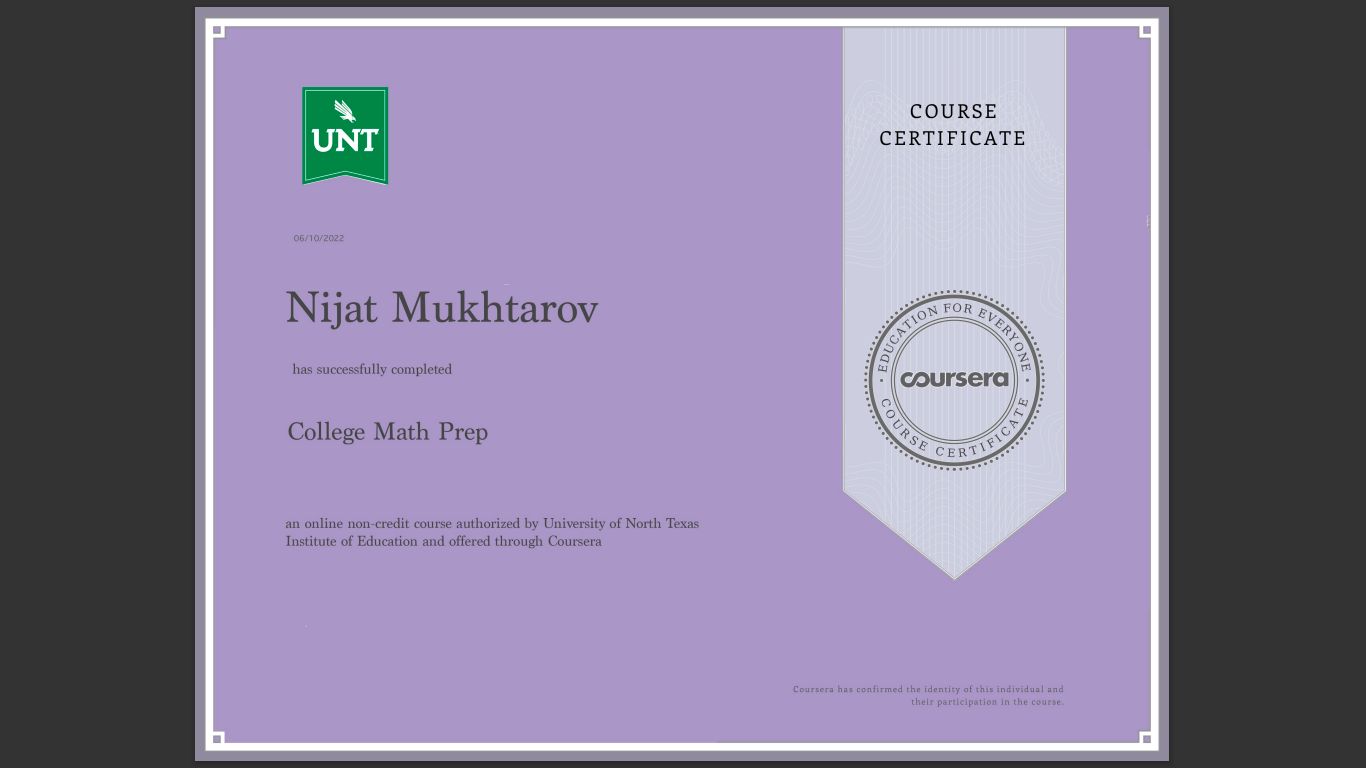 UNT
06/10/2022
Nijat Mukhtarov
has successfully completed
College Math Prep
an online non-credit course authorized by University of North Texas
Institute of Education and offered through Coursera
COURSE
CERTIFICATE
EDUCATION FOR EVERYONE
coursera
COURSE CERTIFICATE
Coursera has confirmed the identity of this individual and
their participation in the course.